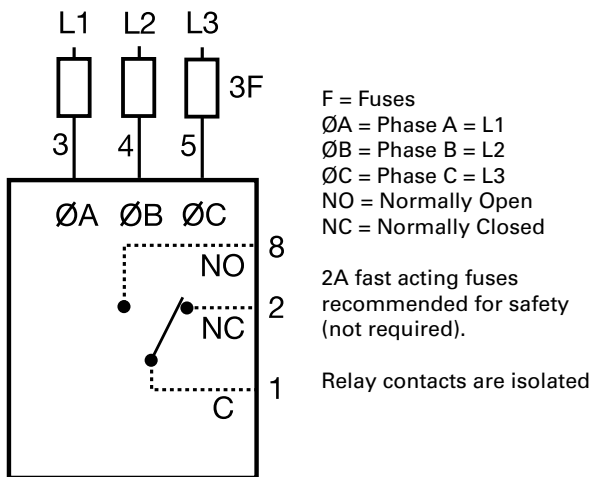 L1 L2 L3
3F
3 4 5
ØA ØB ØC
8
NO
2
NC
1
C
F = Fuses
ØA = Phase A = L1
ØB = Phase B = L2
ØC = Phase C = L3
NO = Normally Open
NC = Normally Closed
2A fast acting fuses
recommended for safety
(not required).
Relay contacts are isolated